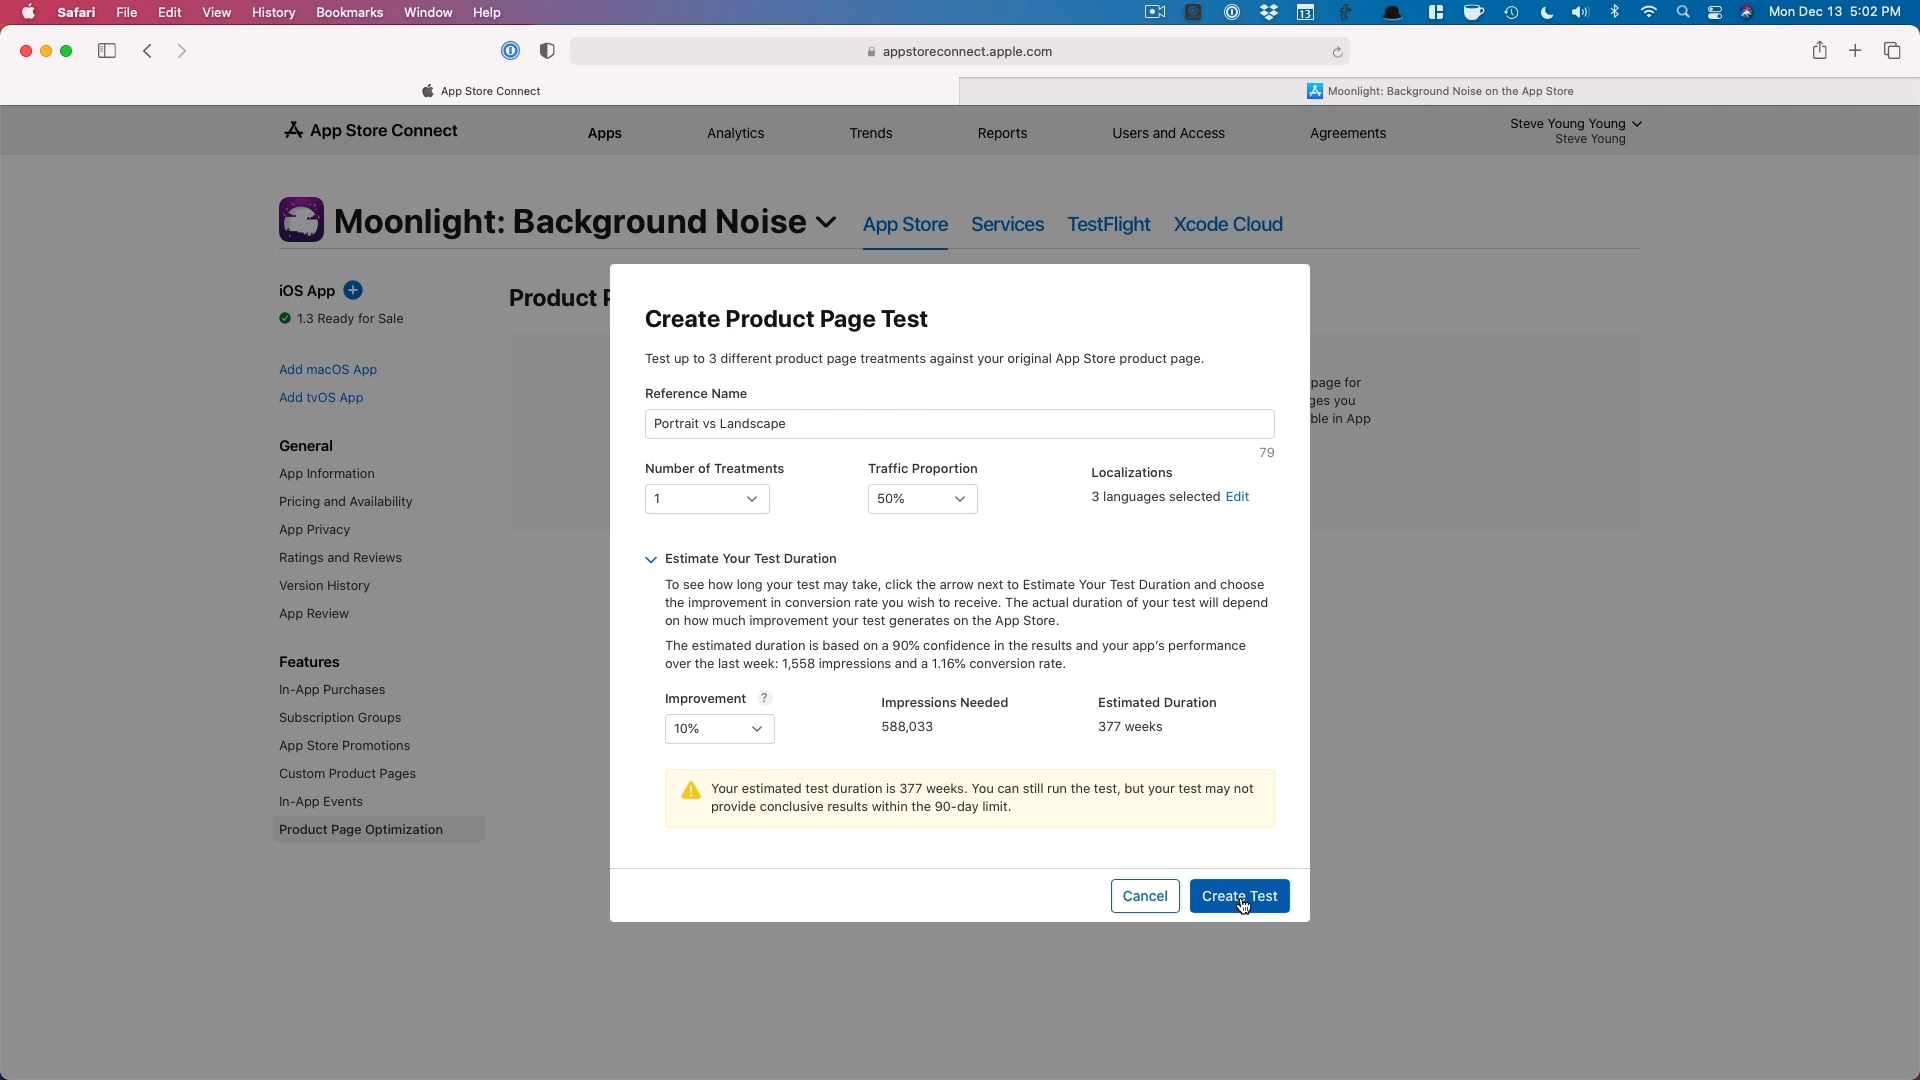 Safari File Edit View History Bookmarks Window Help
13
Mon Dec 13 5:02 PM
appstoreconnect.apple.com
App Store Connect
Moonlight: Background Noise on the App Store
App Store Connect
Apps
Analytics
Trends
Reports
Users and Access
Agreements
Steve Young Young
Steve Young
Moonlight: Background Noise
App Store
Services
TestFlight
Xcode Cloud
iOS App
1.3 Ready for Sale
Add macOS App
Add tvOS App
General
App Information
Pricing and Availability
App Privacy
Ratings and Reviews
Version History
App Review
Features
In-App Purchases
Subscription Groups
App Store Promotions
Custom Product Pages
In-App Events
Product Page Optimization
Product P
page for
ges you
ble in App
Create Product Page Test
Test up to 3 different product page treatments against your original App Store product page.
Reference Name
Portrait vs Landscape
79
Number of Treatments
1
Traffic Proportion
50%
Localizations
3 languages selected Edit
Estimate Your Test Duration
To see how long your test may take, click the arrow next to Estimate Your Test Duration and choose
the improvement in conversion rate you wish to receive. The actual duration of your test will depend
on how much improvement your test generates on the App Store.
The estimated duration is based on a 90% confidence in the results and your app's performance
over the last week: 1,558 impressions and a 1.16% conversion rate.
Improvement ?
10%
Impressions Needed
588,033
Estimated Duration
377 weeks
Your estimated test duration is 377 weeks. You can still run the test, but your test may not
provide conclusive results within the 90-day limit.
Cancel
Create Test